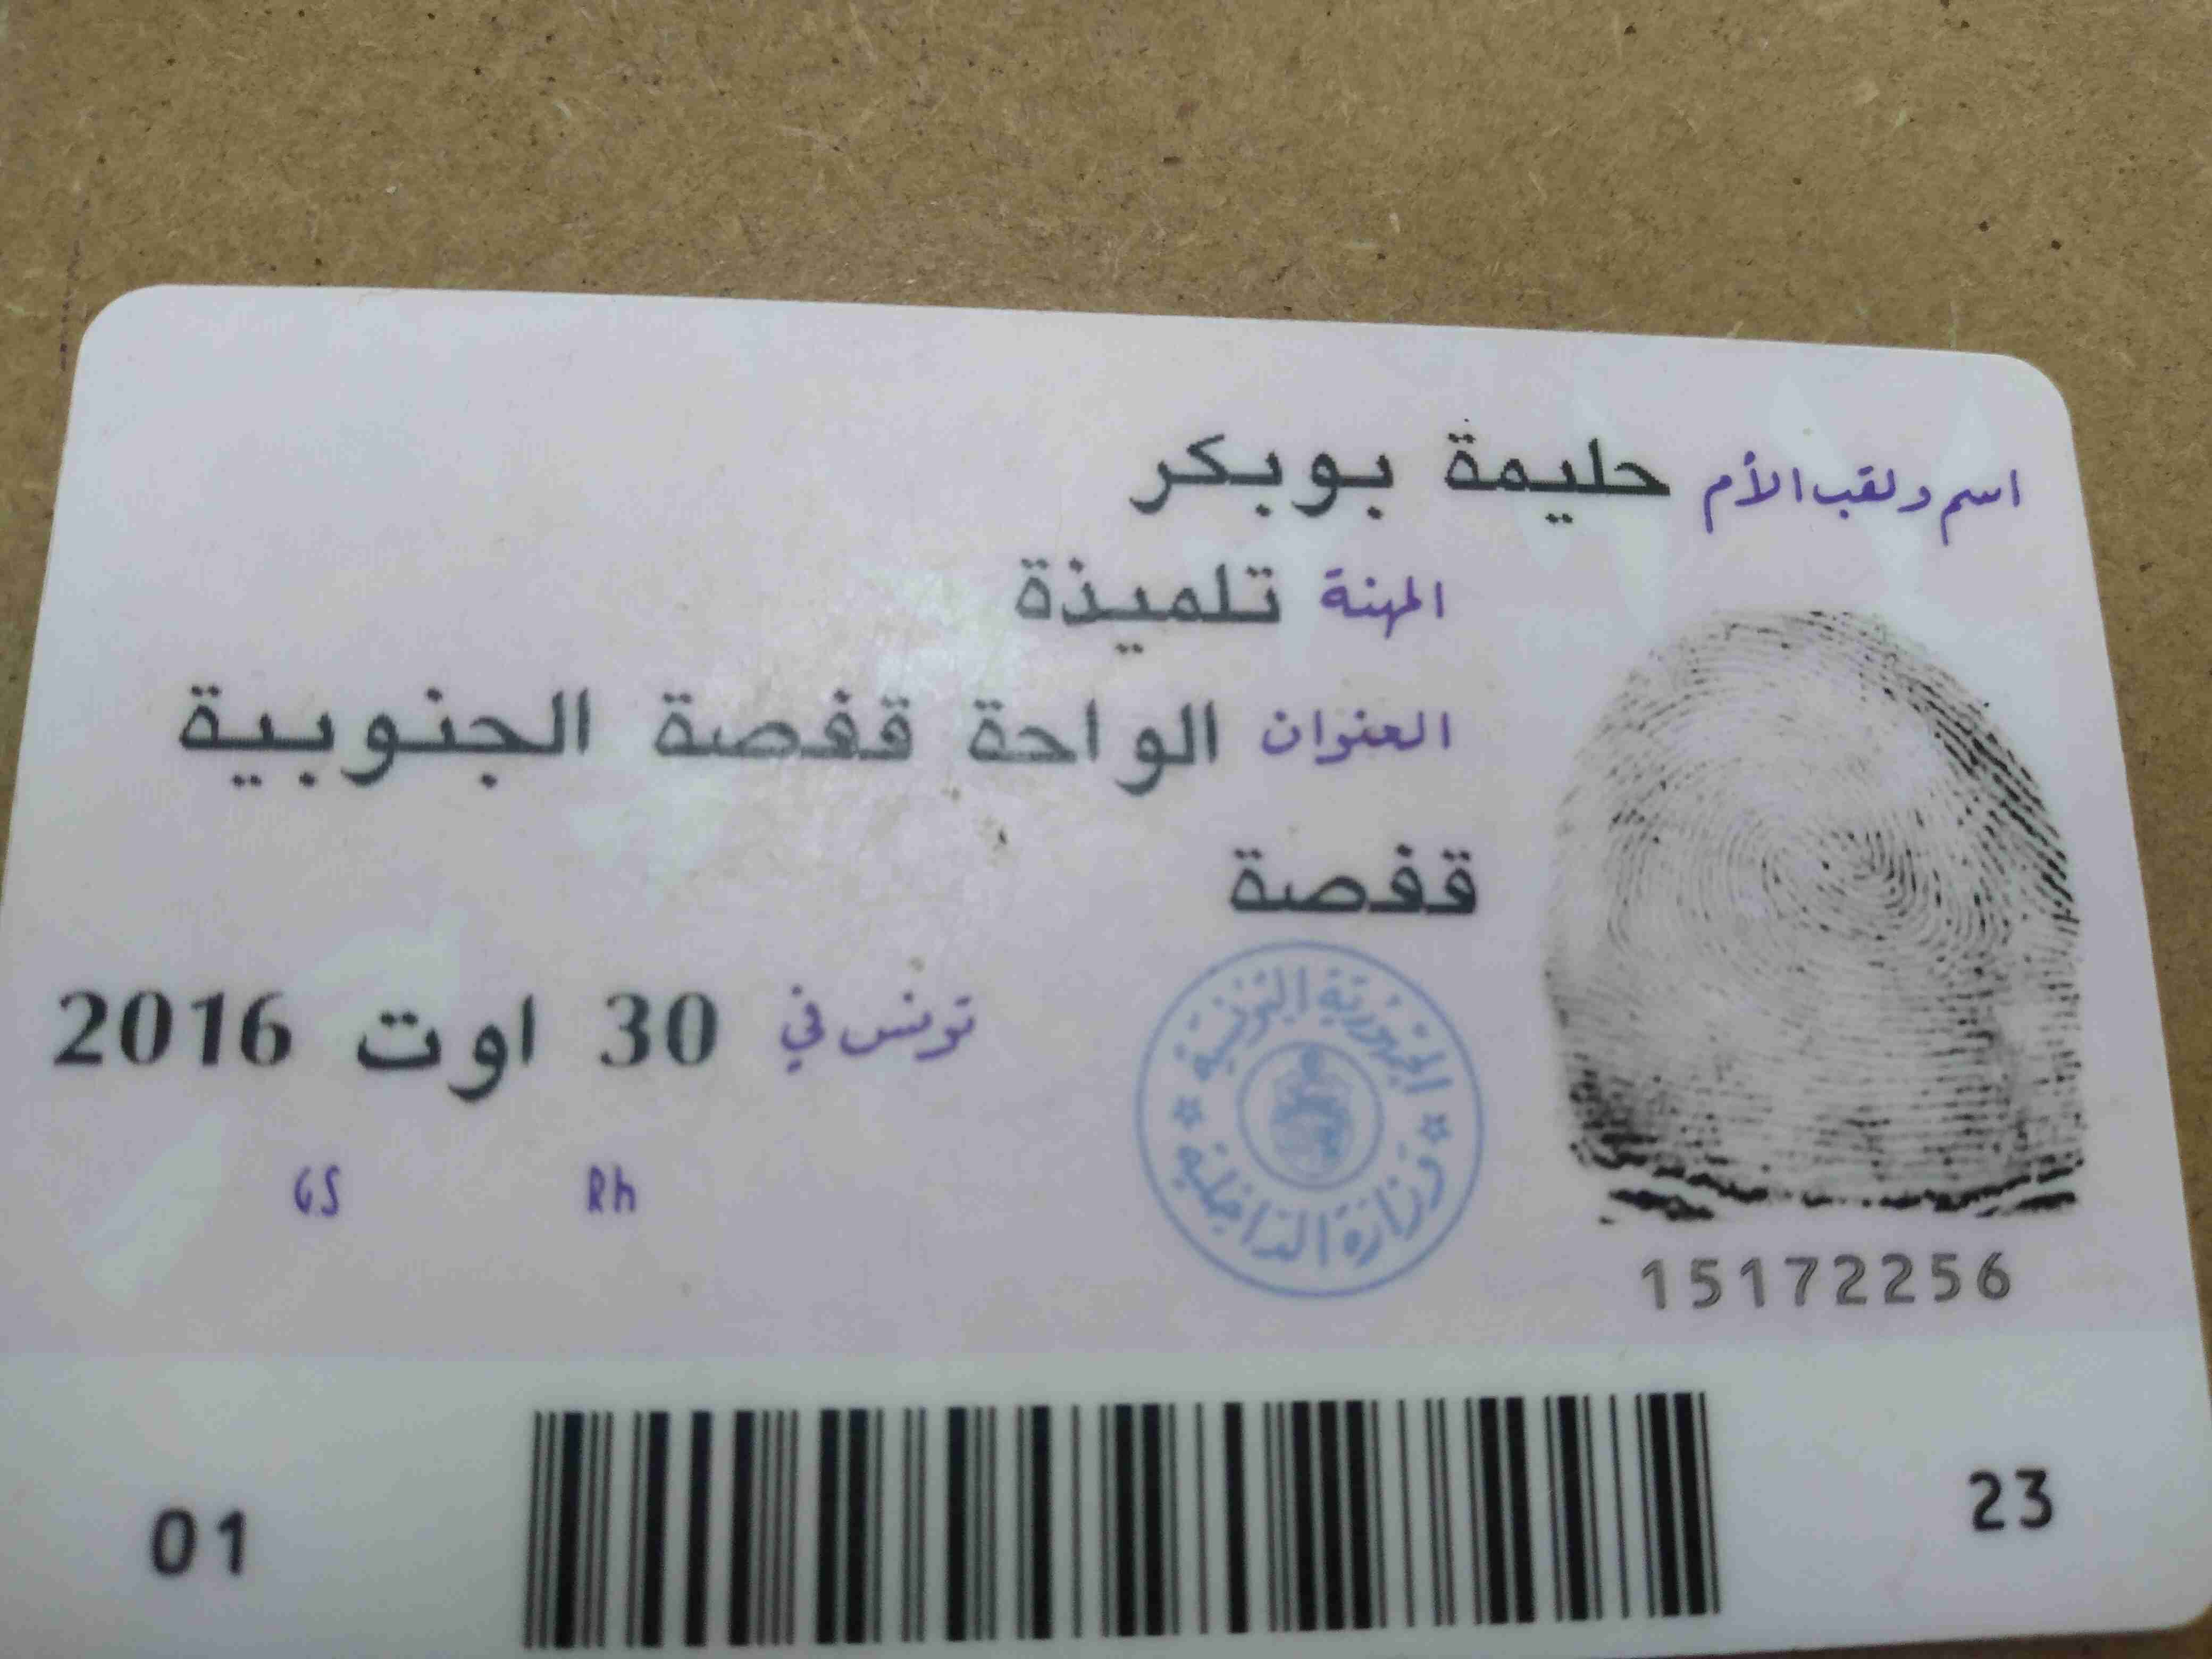 اسم ولقب الأم حليمة بوبكر
المهنة تلميذة
العنوان الواحة قفصة الجنوبية
قفصة
تونس في 30 اوت 2016
الجمهورية التونسية
وزارة الداخلية
GS Rh
15172256
01 23